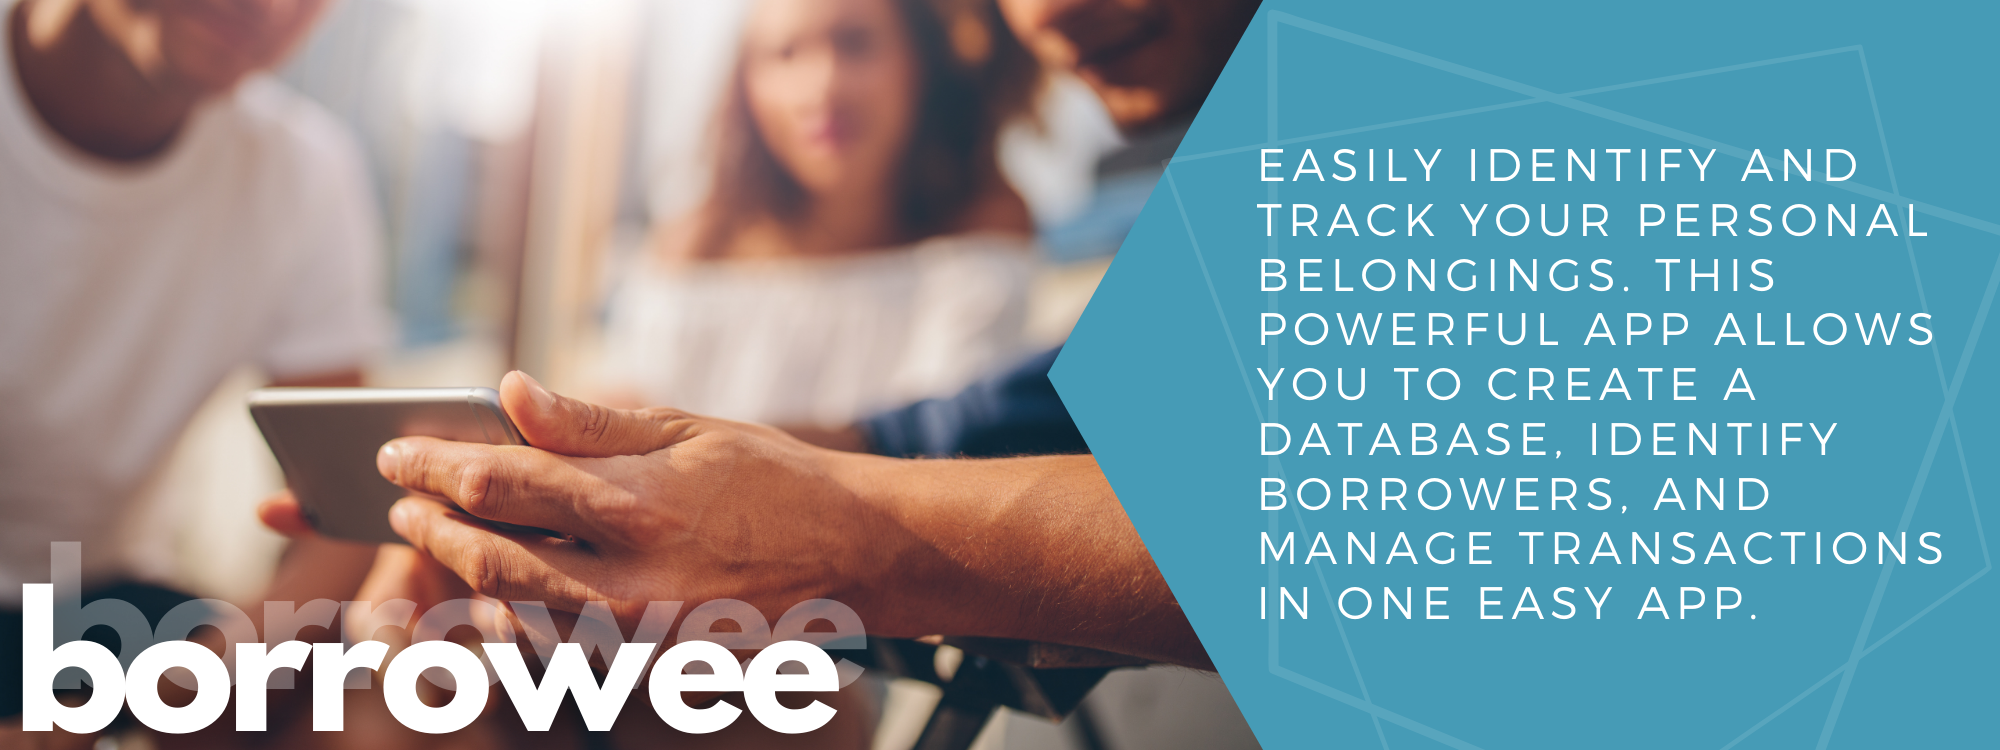 EASILY IDENTIFY AND
TRACK YOUR PERSONAL
BELONGINGS. THIS
POWERFUL APP ALLOWS
YOU TO CREATE A
DATABASE, IDENTIFY
BORROWERS, AND
MANAGE TRANSACTIONS
IN ONE EASY APP.
borrowee
borrowee